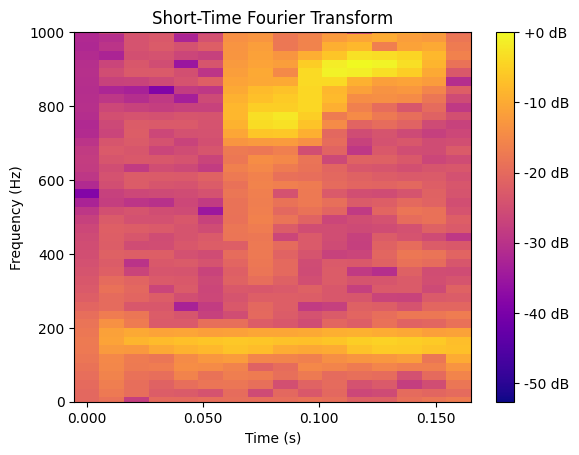 Short-Time Fourier Transform
1000
800
600
400
200
0
Frequency (Hz)
0.000
0.050
0.100
0.150
Time (s)
+0 dB
-10 dB
-20 dB
-30 dB
-40 dB
-50 dB